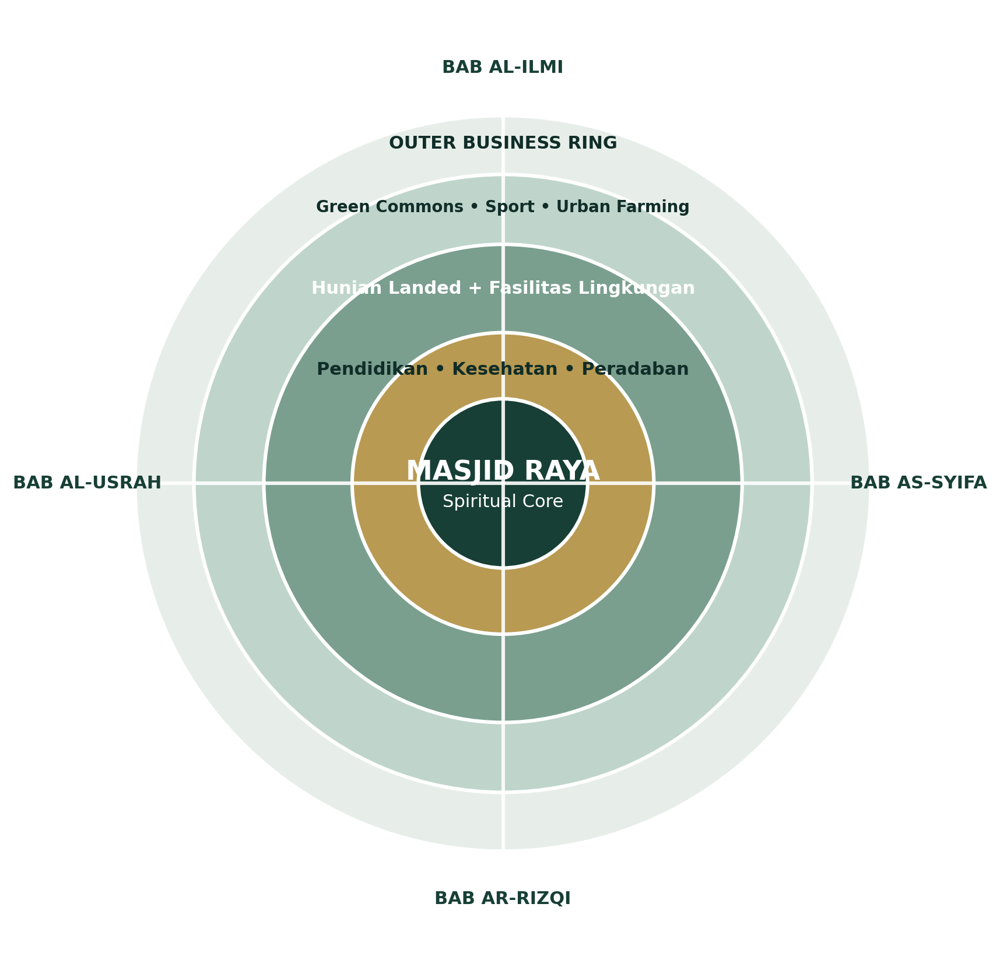 BAB AL-ILMI
OUTER BUSINESS RING
Green Commons • Sport • Urban Farming
Hunian Landed + Fasilitas Lingkungan
Pendidikan • Kesehatan • Peradaban
MASJID RAYA
BAB AL-USRAH
BAB AS-SYIFA
Spiritual Core
BAB AR-RIZQI